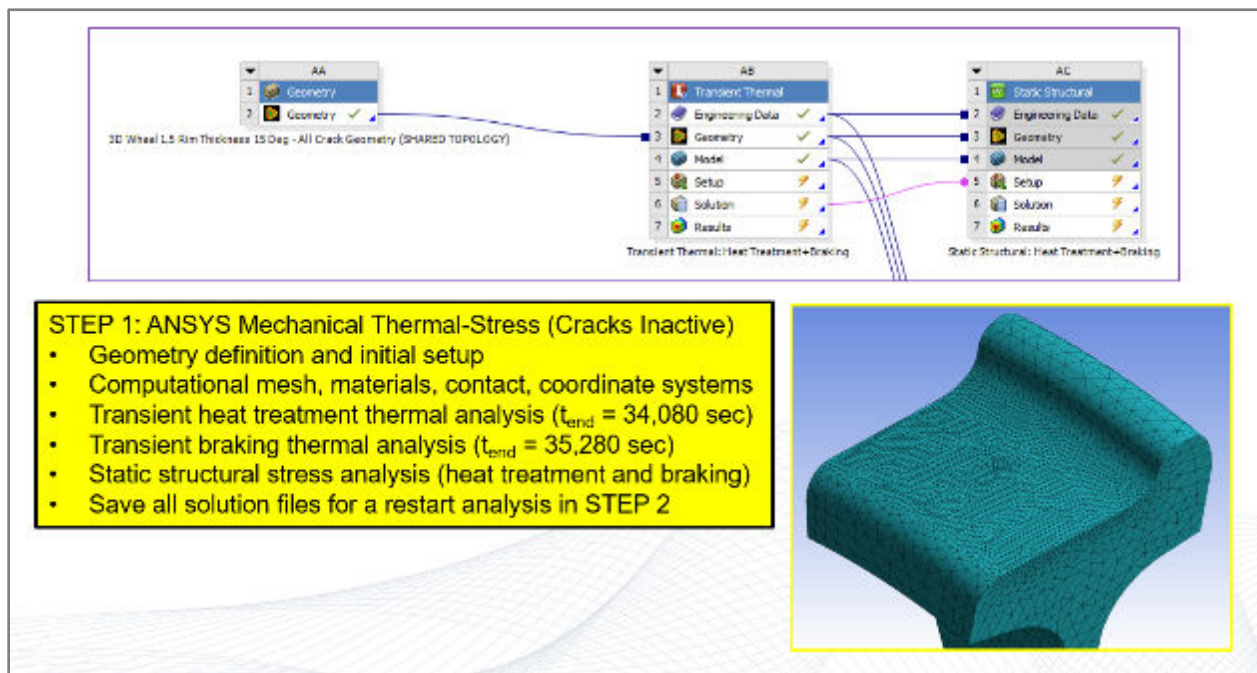 AA
1 Geometry
2 Geometry
3D Wheel 1.5 Rim Thickness 15 Deg - All Crack Geometry (SHARED TOPOLOGY)
AB
1 Transient Thermal
2 Engineering Data
3 Geometry
4 Model
5 Setup
6 Solution
7 Results
Transient Thermal: Heat Treatment+Braking
AC
1 Static Structural
2 Engineering Data
3 Geometry
4 Model
5 Setup
6 Solution
7 Results
Static Structural: Heat Treatment+Braking
STEP 1: ANSYS Mechanical Thermal-Stress (Cracks Inactive)
• Geometry definition and initial setup
• Computational mesh, materials, contact, coordinate systems
• Transient heat treatment thermal analysis (tend = 34,080 sec)
• Transient braking thermal analysis (tend = 35,280 sec)
• Static structural stress analysis (heat treatment and braking)
• Save all solution files for a restart analysis in STEP 2